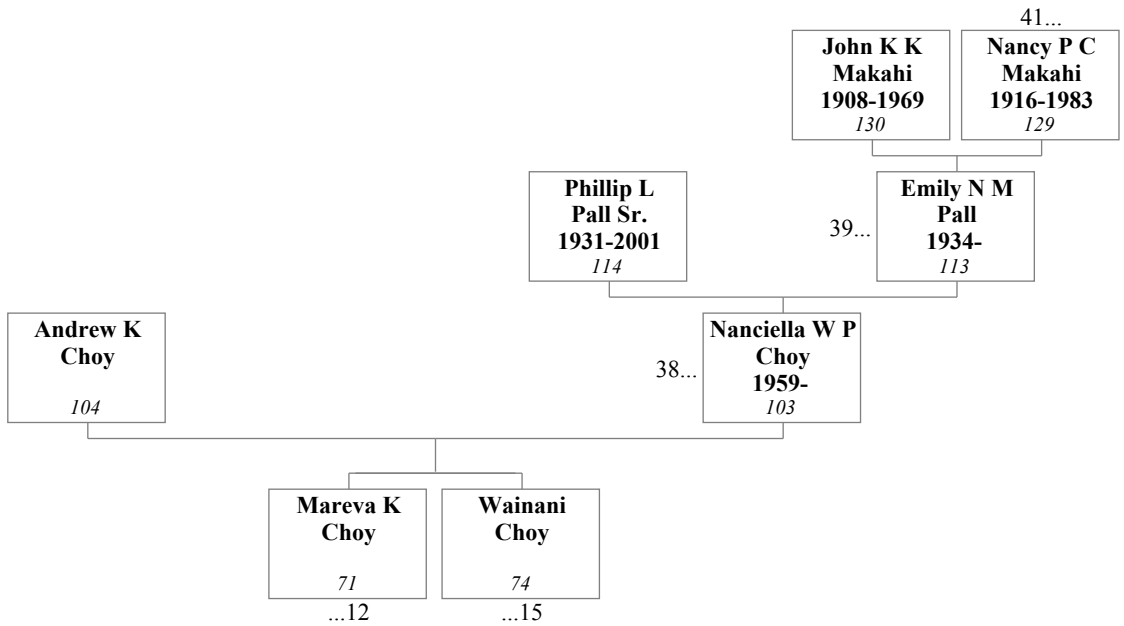 41...
John K K
Makahi
1908-1969
130
Nancy P C
Makahi
1916-1983
129
Phillip L
Pall Sr.
1931-2001
114
39...
Emily N M
Pall
1934-
113
Andrew K
Choy
104
38...
Nanciella W P
Choy
1959-
103
Mareva K
Choy
71
...12
Wainani
Choy
74
...15